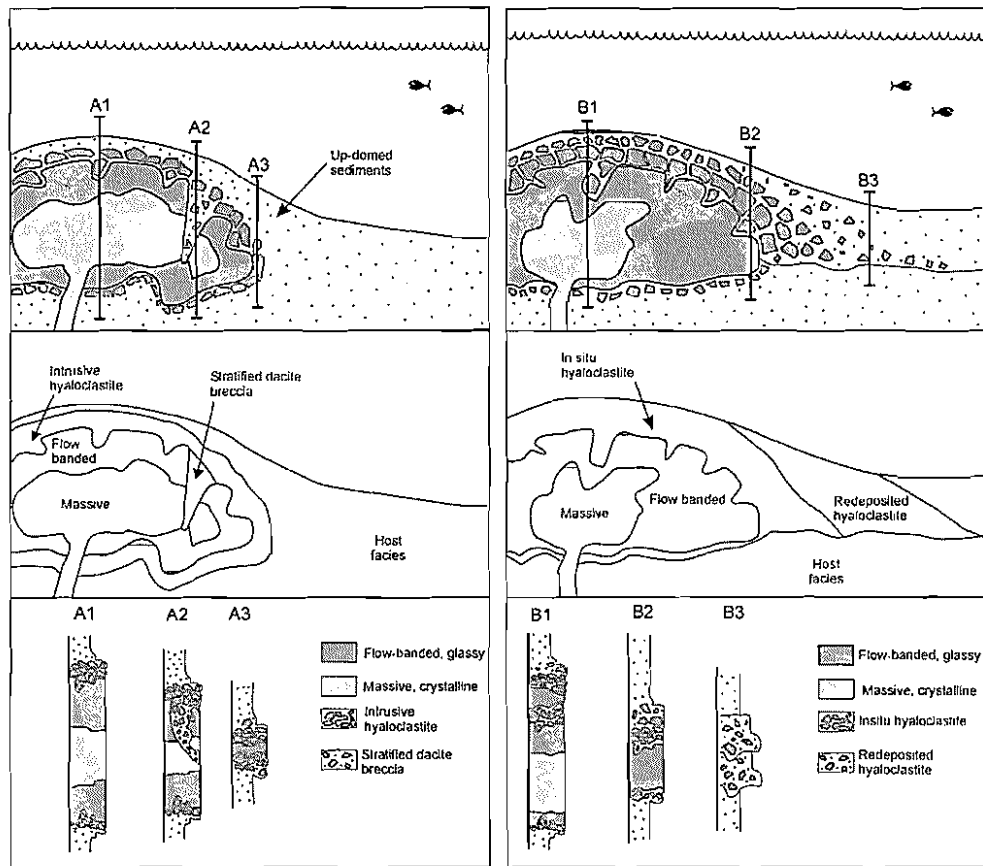 A1
A2
A3
Up-domed
sediments
B1
B2
B3
Intrusive
hyaloclastite
Stratified dacite
breccia
Flow
banded
Massive
Host
facies
In situ
hyaloclastite
Massive
Flow banded
Redeposited
hyaloclastite
Host
facies
A1
A2
A3
Flow-banded, glassy
Massive, crystalline
Intrusive
hyaloclastite
Stratified dacite
breccia
B1
B2
B3
Flow-banded, glassy
Massive, crystalline
Insitu hyaloclastite
Redeposited
hyaloclastite